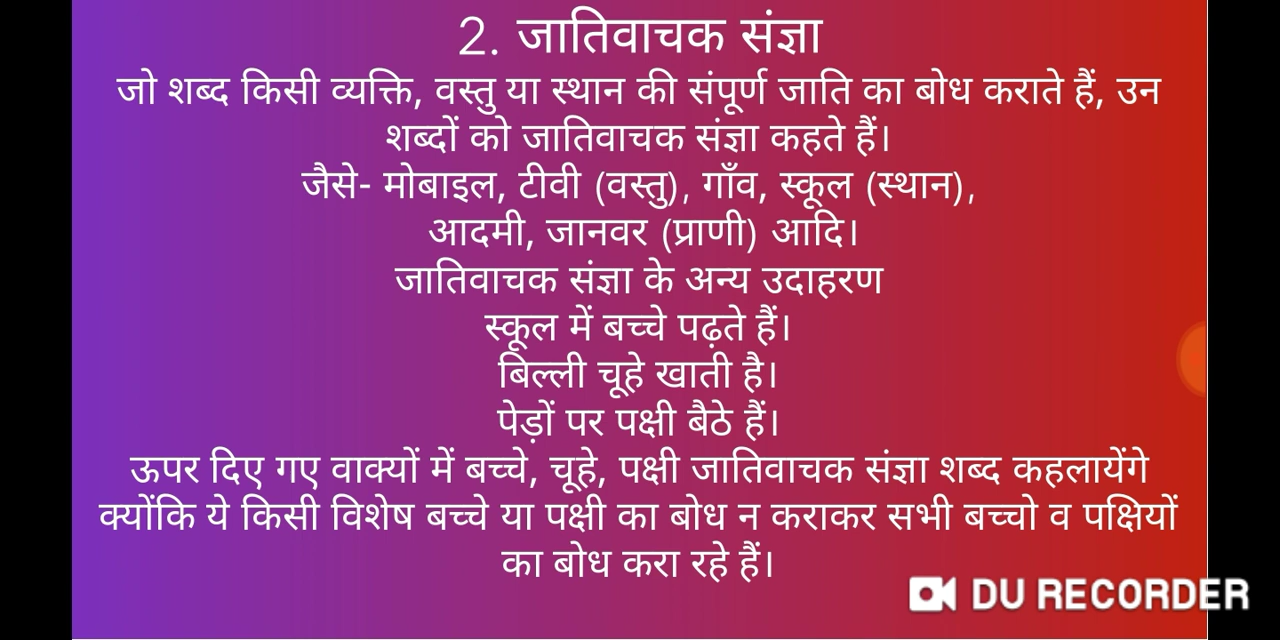 2. जातिवाचक संज्ञा
जो शब्द किसी व्यक्ति, वस्तु या स्थान की संपूर्ण जाति का बोध कराते हैं, उन
शब्दों को जातिवाचक संज्ञा कहते हैं।
जैसे- मोबाइल, टीवी (वस्तु), गाँव, स्कूल (स्थान),
आदमी, जानवर (प्राणी) आदि।
जातिवाचक संज्ञा के अन्य उदाहरण
स्कूल में बच्चे पढ़ते हैं।
बिल्ली चूहे खाती है।
पेड़ों पर पक्षी बैठे हैं।
ऊपर दिए गए वाक्यों में बच्चे, चूहे, पक्षी जातिवाचक संज्ञा शब्द कहलायेंगे
क्योंकि ये किसी विशेष बच्चे या पक्षी का बोध न कराकर सभी बच्चो व पक्षियों
का बोध करा रहे हैं।
DU RECORDER